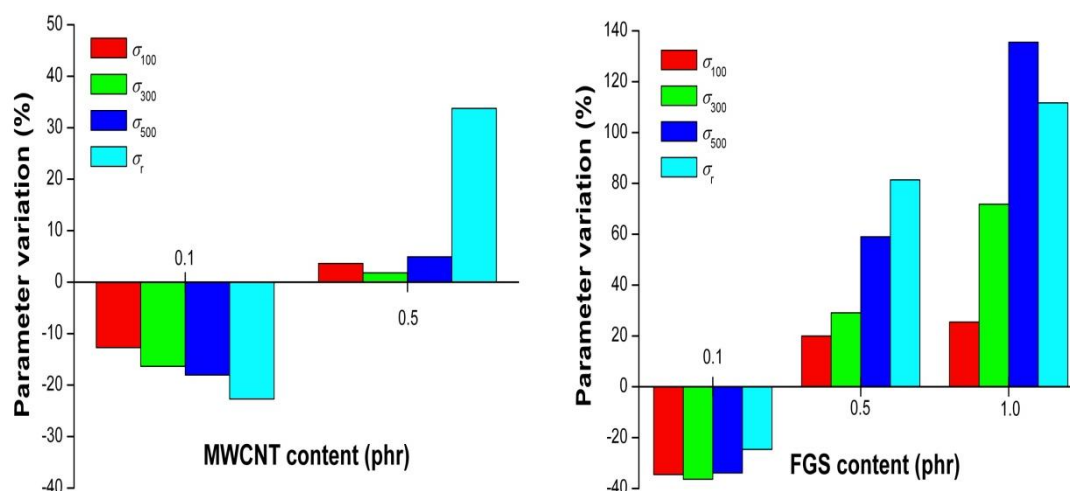 Parameter variation (%)
50
40
30
20
10
0
-10
-20
-30
-40
σ100
σ300
σ500
σr
0.1
0.5
MWCNT content (phr)
Parameter variation (%)
140
120
100
80
60
40
20
0
-20
-40
σ100
σ300
σ500
σr
0.1
0.5
1.0
FGS content (phr)